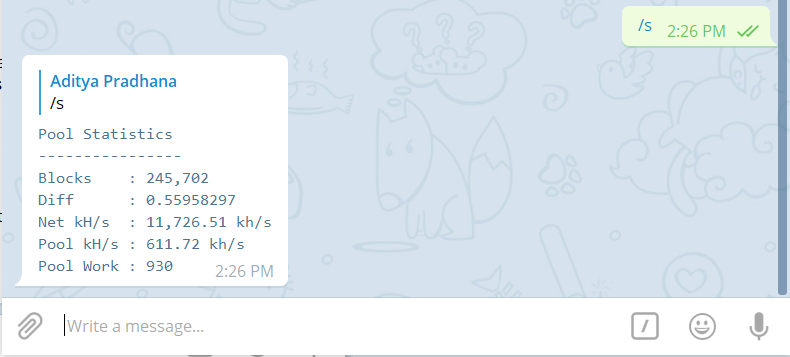 /s 2:26 PM
Aditya Pradhana
/s
Pool Statistics
----------------
Blocks    : 245,702
Diff      : 0.55958297
Net kH/s  : 11,726.51 kh/s
Pool kH/s : 611.72 kh/s
Pool Work : 930
2:26 PM
Write a message...